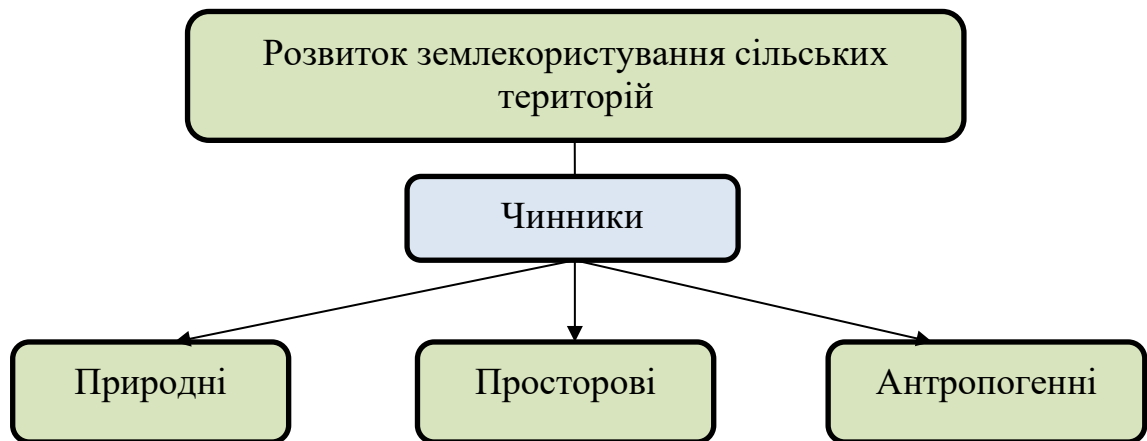 Розвиток землекористування сільських
територій
Чинники
Природні
Просторові
Антропогенні